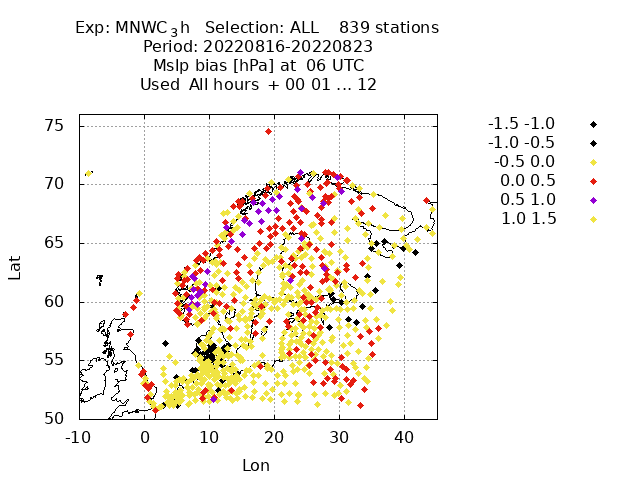 Exp: MNWC_3h   Selection: ALL    839 stations
Period: 20220816-20220823
Mslp bias [hPa] at  06 UTC
Used  All hours  + 00 01 ... 12
-1.5 -1.0
-1.0 -0.5
-0.5 0.0
0.0 0.5
0.5 1.0
1.0 1.5
75
70
65
60
55
50
Lat
-10 0 10 20 30 40
Lon